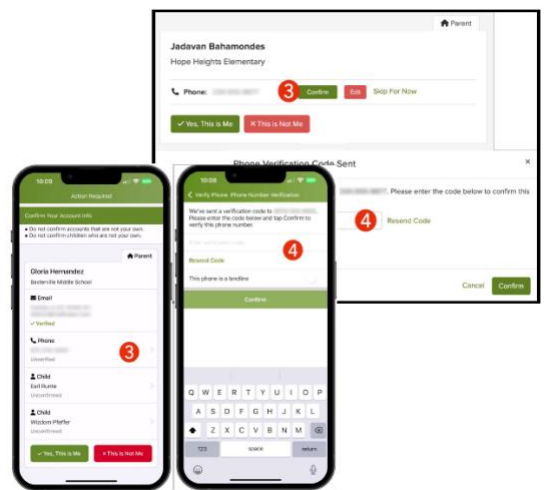 Parent
Jadavan Bahamondes
Hope Heights Elementary
Phone:
3
Confirm
Edit
Skip For Now
✓ Yes, This is Me
× This is Not Me
Phone Verification Code Sent
×
. Please enter the code below to confirm this
4
Resend Code
Cancel
Confirm
10:09
Action Required
Confirm Your Account Info
• Do not confirm accounts that are not your own.
• Do not confirm children who are not your own.
Parent
Gloria Hernandez
Email
✓ Verified
Phone
3
Unverified
Child
Earl Runte
Unconfirmed
Child
Wisdom Pfeffer
Unconfirmed
✓ Yes, This is Me
× This is Not Me
10:08
Verify Phone Phone Number Verification
We've sent a verification code to
Please enter the code below and tap Confirm to
verify this phone number.
Enter verification code
4
Resend Code
This phone is a landline
Confirm
Q W E R T Y U I O P
A S D F G H J K L
Z X C V B N M
123 space return